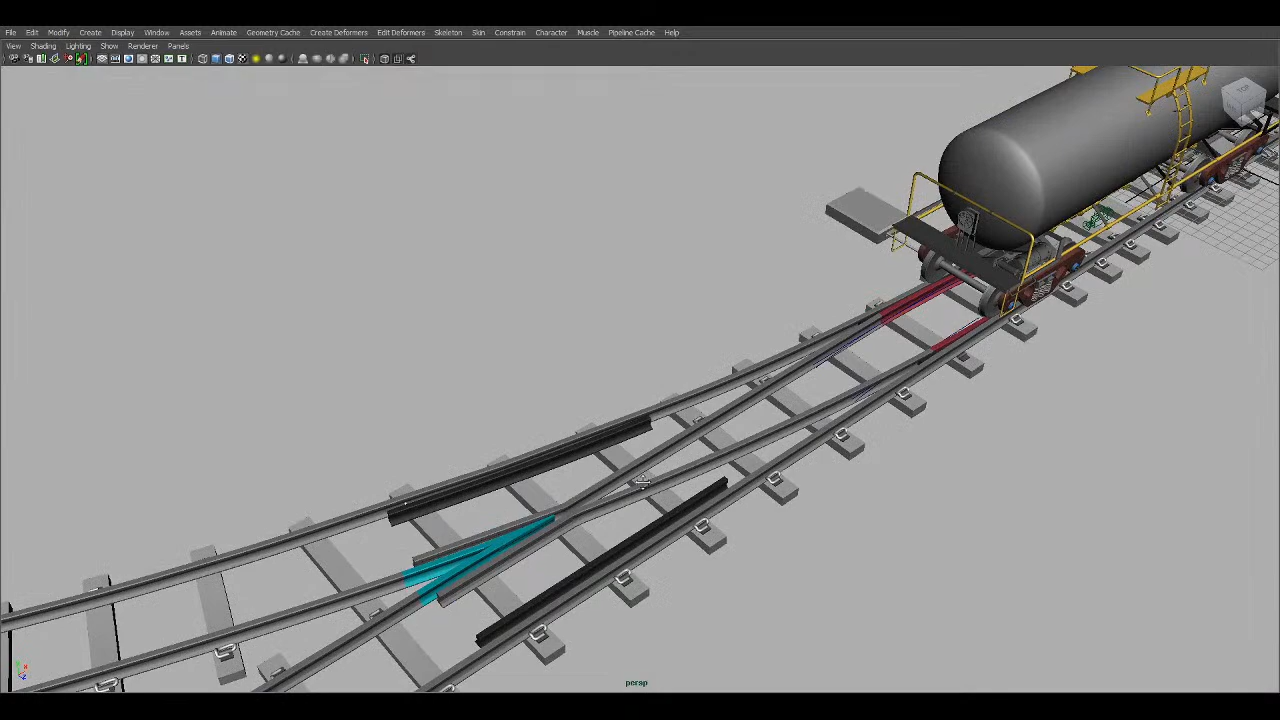 File Edit Modify Create Display Window Assets Animate Geometry Cache Create Deformers Edit Deformers Skeleton Skin Constrain Character Muscle Pipeline Cache Help
View Shading Lighting Show Renderer Panels
persp